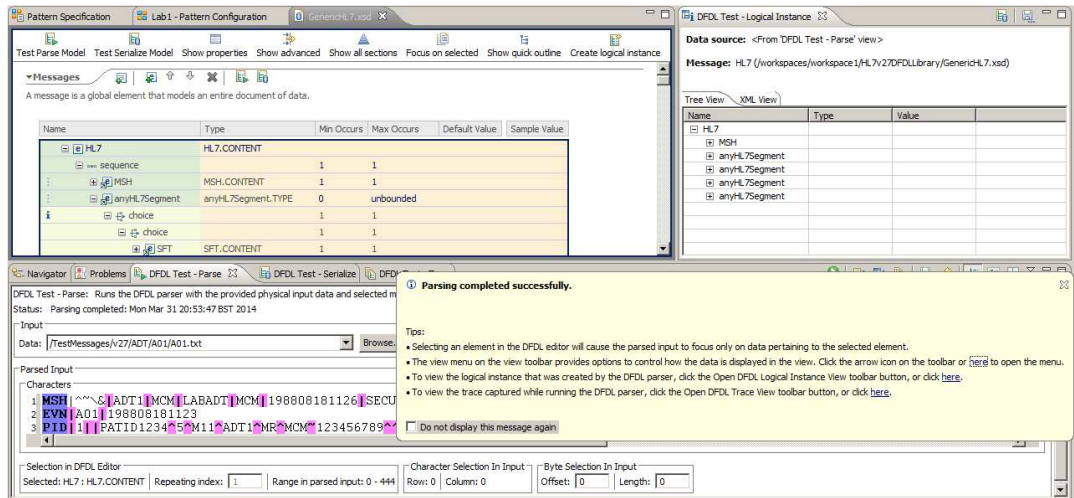 Pattern Specification
Lab1 - Pattern Configuration
GenericHL7.xsd
Test Parse Model Test Serialize Model Show properties Show advanced Show all sections Focus on selected Show quick outline Create logical instance
Messages
A message is a global element that models an entire document of data.
Name Type Min Occurs Max Occurs Default Value Sample Value
HL7 HL7.CONTENT
sequence 1 1
MSH MSH.CONTENT 1 1
anyHL7Segment anyHL7Segment.TYPE 0 unbounded
choice 1 1
choice 1 1
SFT SFT.CONTENT 1 1
DFDL Test - Logical Instance
Data source: <From 'DFDL Test - Parse' view>
Message: HL7 (/workspaces/workspace1/HL7v27DFDLLibrary/GenericHL7.xsd)
Tree View XML View
Name Type Value
HL7
MSH
anyHL7Segment
anyHL7Segment
anyHL7Segment
anyHL7Segment
Navigator Problems DFDL Test - Parse DFDL Test - Serialize
DFDL Test - Parse: Runs the DFDL parser with the provided physical input data and selected m
Status: Parsing completed: Mon Mar 31 20:53:47 BST 2014
Input
Data: /TestMessages/v27/ADT/A01/A01.txt Browse.
Parsed Input
Characters
1 MSH|^~\&|ADT1|MCM|LABADT|MCM|198808181126|SECU
2 EVN|A01|198808181123
3 PID|1||PATID1234^5^M11^ADT1^MR^MCM~123456789^^
Parsing completed successfully.
Tips:
• Selecting an element in the DFDL editor will cause the parsed input to focus only on data pertaining to the selected element.
• The view menu on the view toolbar provides options to control how the data is displayed in the view. Click the arrow icon on the toolbar or here to open the menu.
• To view the logical instance that was created by the DFDL parser, click the Open DFDL Logical Instance View toolbar button, or click here.
• To view the trace captured while running the DFDL parser, click the Open DFDL Trace View toolbar button, or click here.
Do not display this message again
Selection in DFDL Editor
Selected: HL7 : HL7.CONTENT Repeating index: 1 Range in parsed input: 0 - 444
Character Selection In Input
Row: 0 Column: 0
Byte Selection In Input
Offset: 0 Length: 0